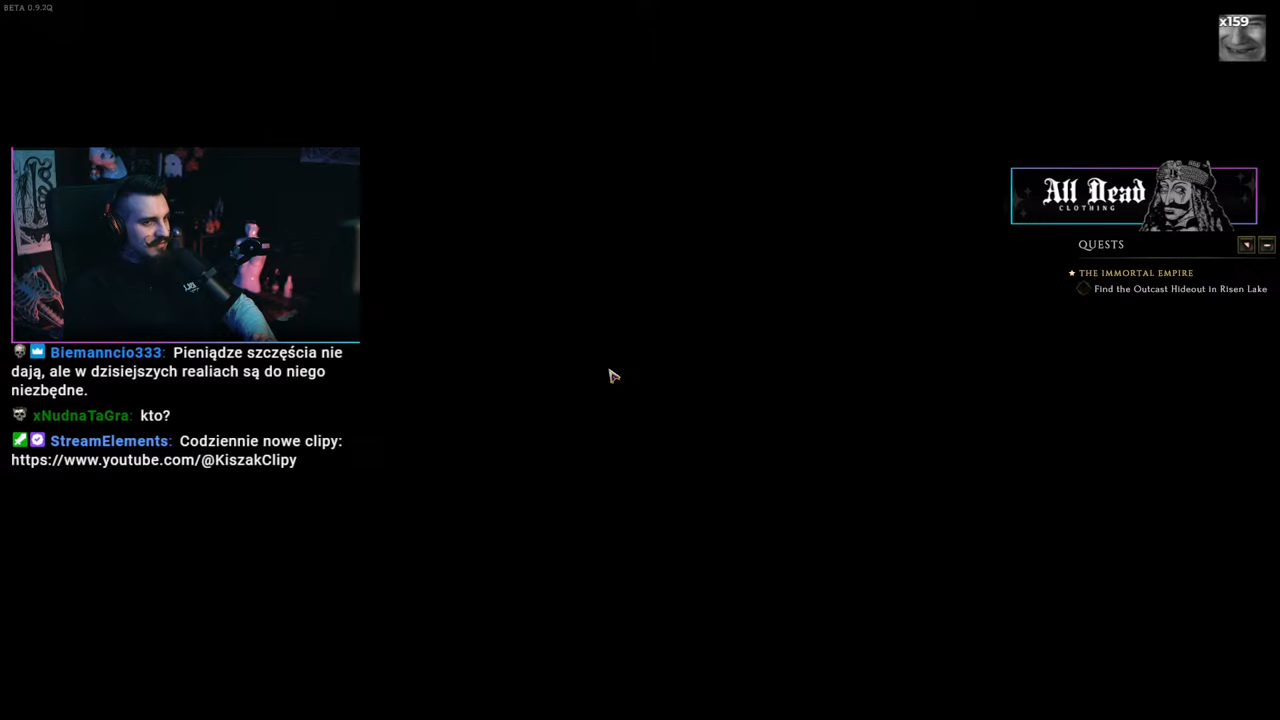 BETA 0.9.2Q
x159
All Dead
CLOTHING
QUESTS
THE IMMORTAL EMPIRE
Find the Outcast Hideout in Risen Lake
Biemanncio333: Pieniądze szczęścia nie
dają, ale w dzisiejszych realiach są do niego
niezbędne.
xNudnaTaGra: kto?
StreamElements: Codziennie nowe clipy:
https://www.youtube.com/@KiszakClipy